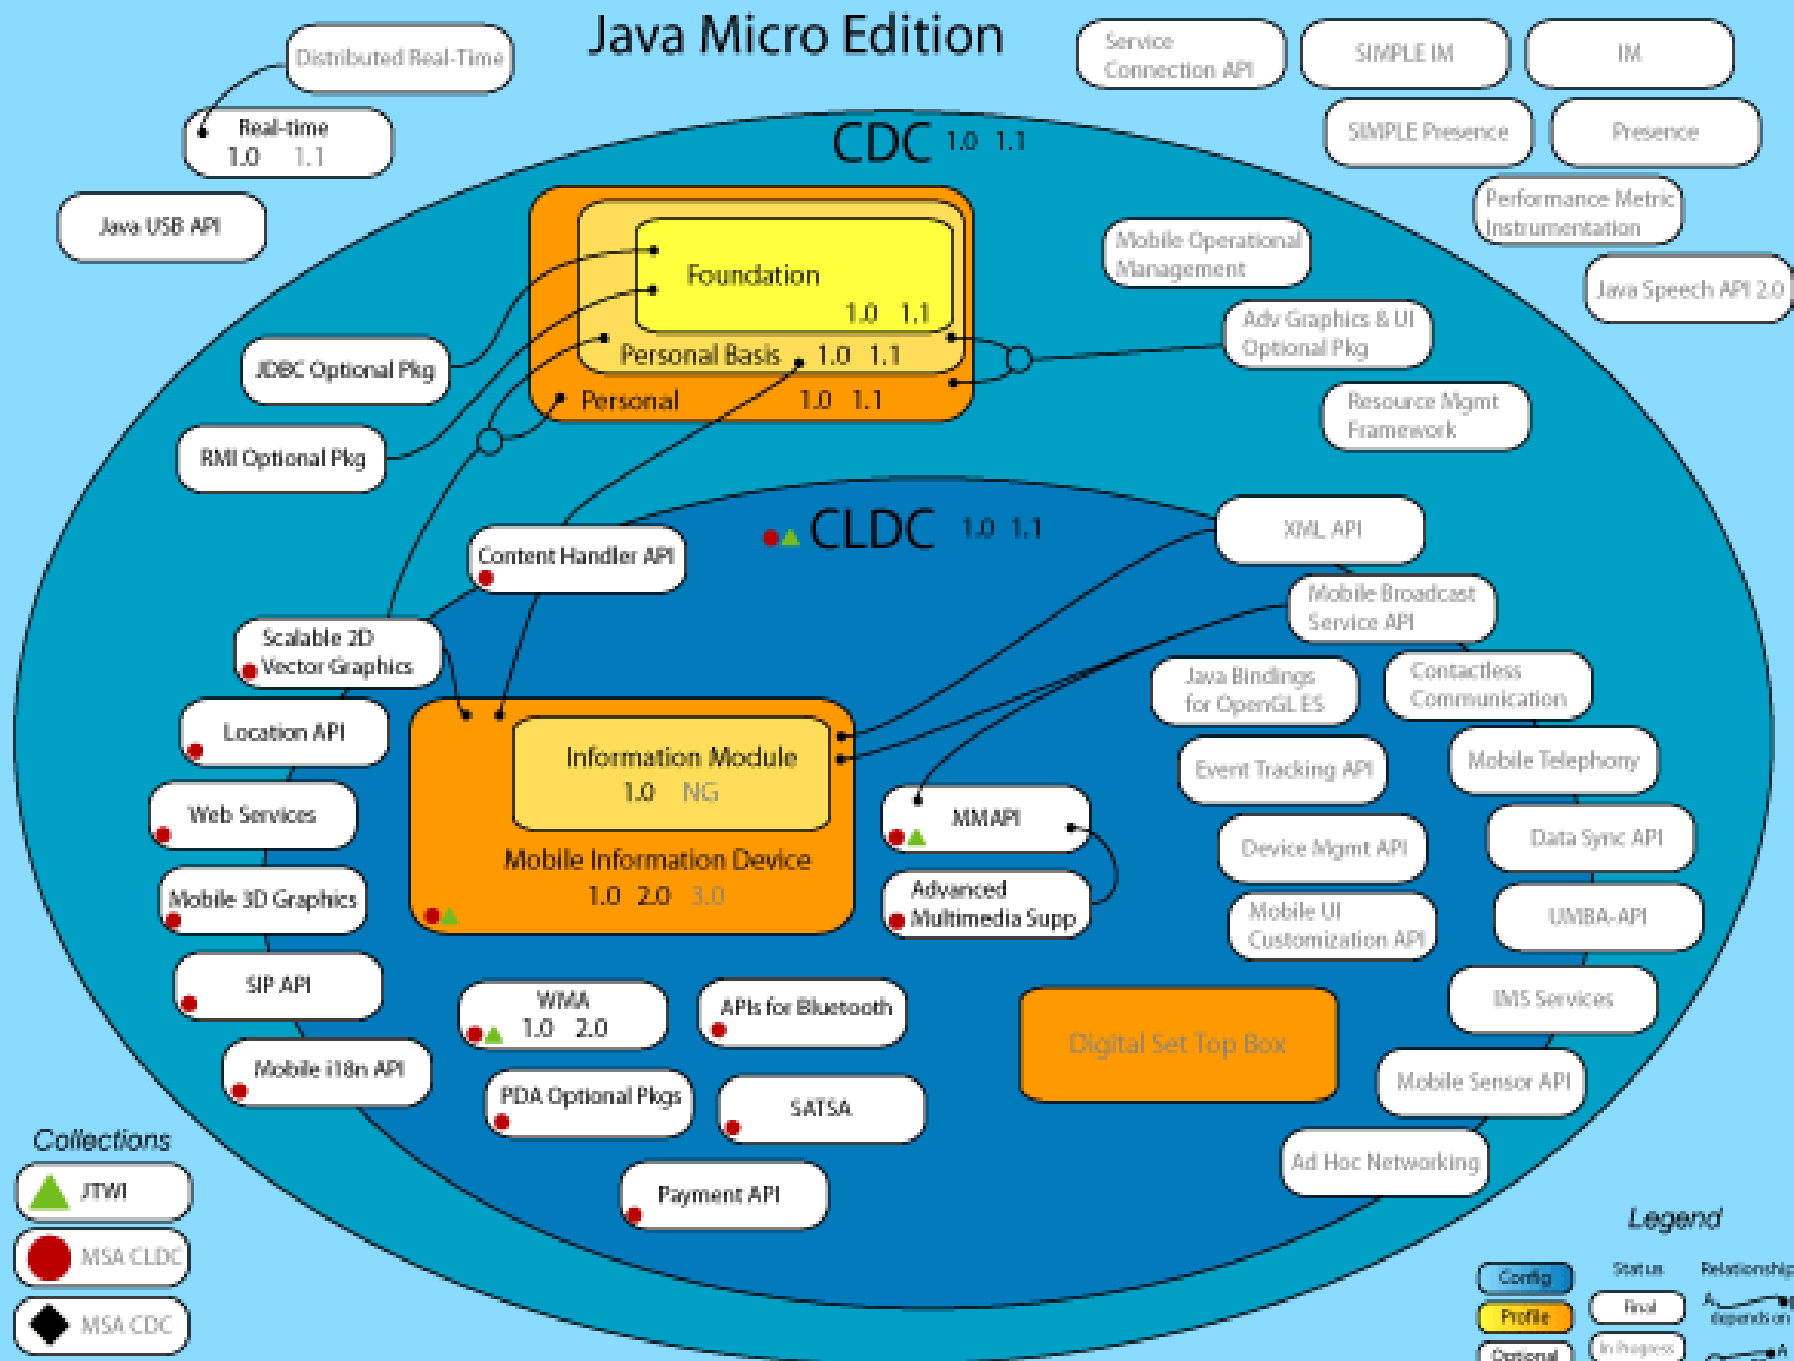 Java Micro Edition
Distributed Real-Time
Real-time
1.0 1.1
Java USB API
Service
Connection API
SIMPLE IM
IM
SIMPLE Presence
Presence
Performance Metric
Instrumentation
Java Speech API 2.0
CDC 1.0 1.1
Foundation
1.0 1.1
Personal Basis 1.0 1.1
Personal 1.0 1.1
Mobile Operational
Management
Adv Graphics & UI
Optional Pkg
Resource Mgmt
Framework
JDBC Optional Pkg
RMI Optional Pkg
CLDC 1.0 1.1
Content Handler API
XML API
Mobile Broadcast
Service API
Scalable 2D
Vector Graphics
Java Bindings
for OpenGL ES
Contactless
Communication
Location API
Information Module
1.0 NG
Mobile Information Device
1.0 2.0 3.0
Event Tracking API
Mobile Telephony
Web Services
MMAPI
Device Mgmt API
Data Sync API
Mobile 3D Graphics
Advanced
Multimedia Supp
Mobile UI
Customization API
UMBA-API
SIP API
WMA
1.0 2.0
APIs for Bluetooth
IMS Services
Digital Set Top Box
Mobile i18n API
PDA Optional Pkgs
SATSA
Mobile Sensor API
Ad Hoc Networking
Payment API
Collections
JTWI
MSA CLDC
MSA CDC
Legend
Config
Profile
Optional
Status
Final
In Progress
Relationship
A
depends on
A